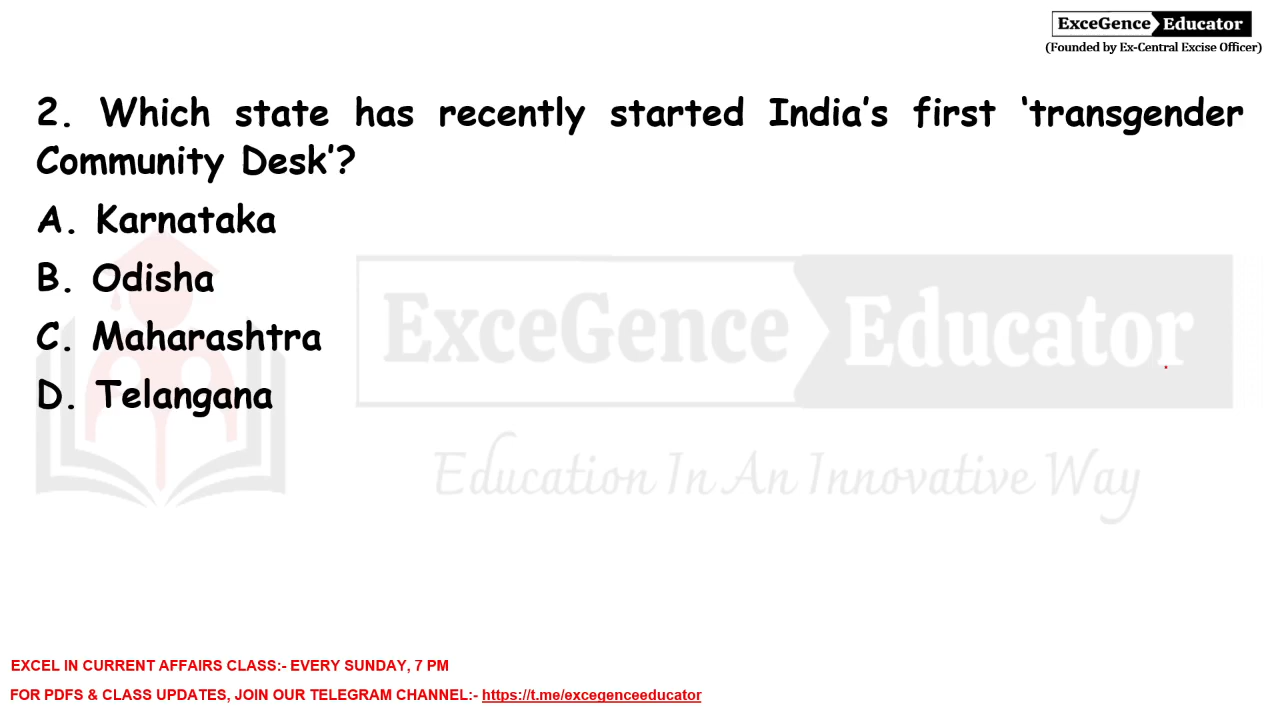 ExceGence Educator
(Founded by Ex-Central Excise Officer)
2. Which state has recently started India's first 'transgender
Community Desk'?
A. Karnataka
B. Odisha
C. Maharashtra
D. Telangana
ExceGence Educator
Education In An Innovative Way
EXCEL IN CURRENT AFFAIRS CLASS:- EVERY SUNDAY, 7 PM
FOR PDFS & CLASS UPDATES, JOIN OUR TELEGRAM CHANNEL:- https://t.me/excegenceeducator